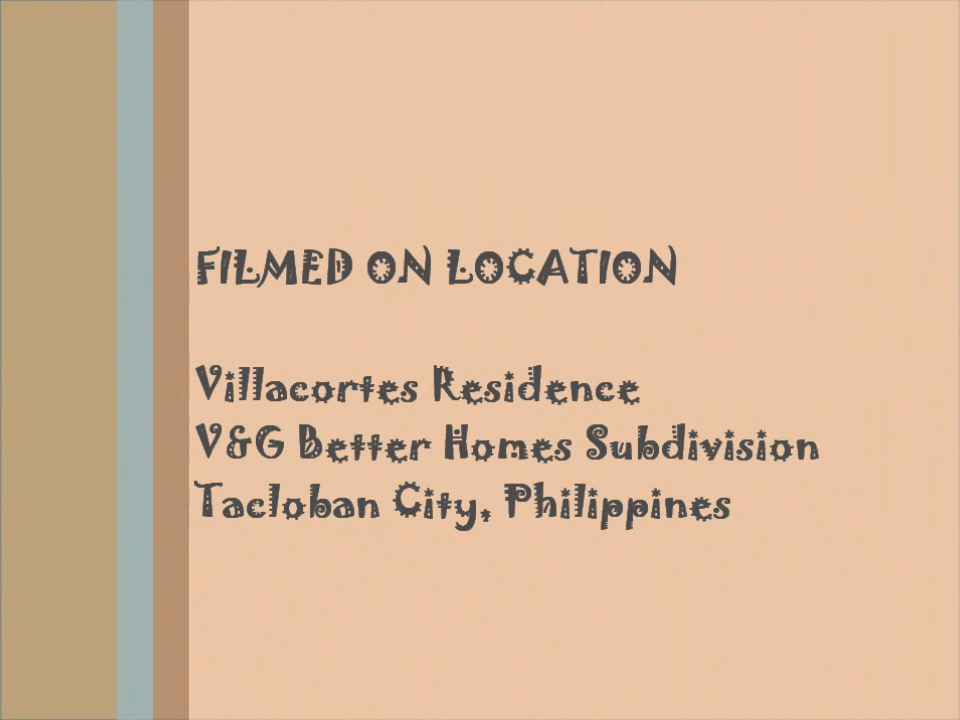 FILMED ON LOCATION
Villacortes Residence
V&G Better Homes Subdivision
Tacloban City, Philippines